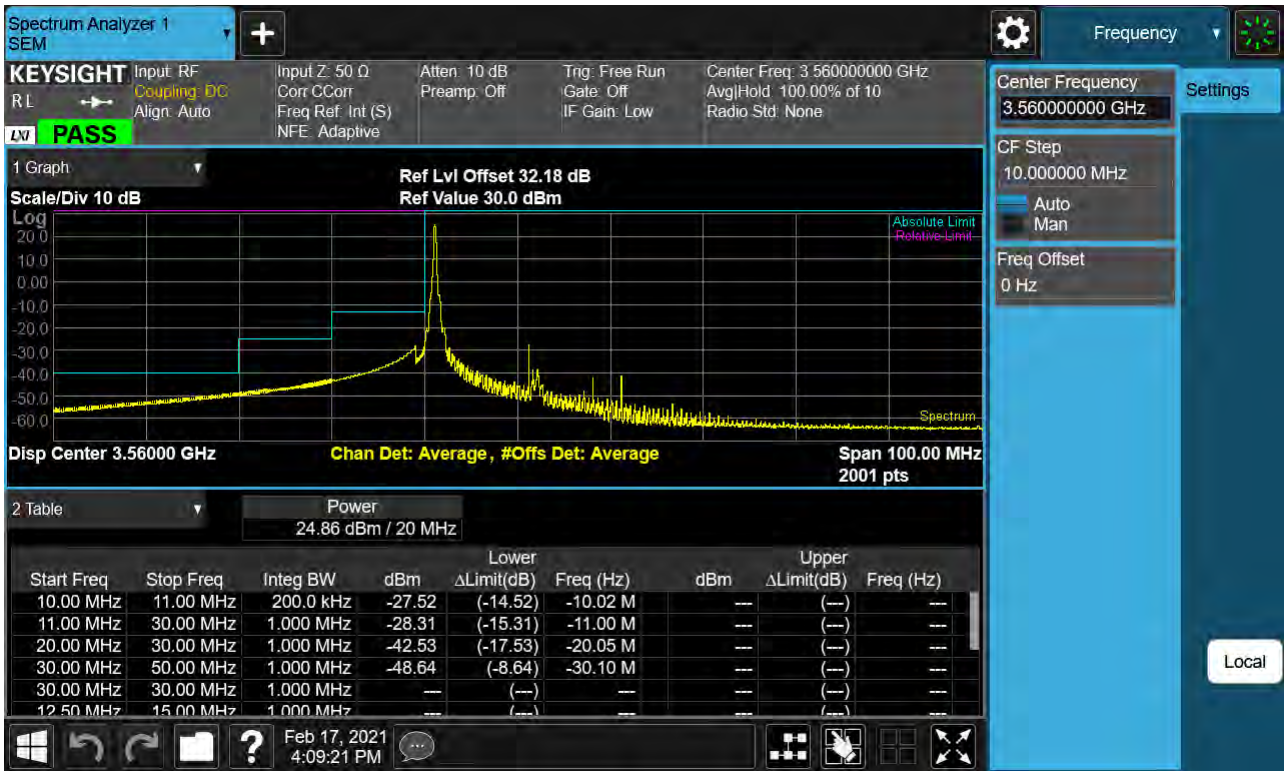 Spectrum Analyzer 1
SEM
Frequency
KEYSIGHT
RL
LXI
PASS
Input: RF
Coupling: DC
Align: Auto
Input Z: 50 Ω
Corr CCorr
Freq Ref: Int (S)
NFE: Adaptive
Atten: 10 dB
Preamp: Off
Trig: Free Run
Gate: Off
IF Gain: Low
Center Freq: 3.560000000 GHz
Avg|Hold: 100.00% of 10
Radio Std: None
Center Frequency
3.560000000 GHz
Settings
CF Step
10.000000 MHz
Auto
Man
Freq Offset
0 Hz
1 Graph
Scale/Div 10 dB
Ref Lvl Offset 32.18 dB
Ref Value 30.0 dBm
Log
20.0
10.0
0.00
-10.0
-20.0
-30.0
-40.0
-50.0
-60.0
Absolute Limit
Relative Limit
Spectrum
Disp Center 3.56000 GHz
Chan Det: Average, #Offs Det: Average
Span 100.00 MHz
2001 pts
2 Table
Power
24.86 dBm / 20 MHz
Lower Upper
Start Freq Stop Freq Integ BW dBm ΔLimit(dB) Freq (Hz) dBm ΔLimit(dB) Freq (Hz)
10.00 MHz 11.00 MHz 200.0 kHz -27.52 (-14.52) -10.02 M --- (---) ---
11.00 MHz 30.00 MHz 1.000 MHz -28.31 (-15.31) -11.00 M --- (---) ---
20.00 MHz 30.00 MHz 1.000 MHz -42.53 (-17.53) -20.05 M --- (---) ---
30.00 MHz 50.00 MHz 1.000 MHz -48.64 (-8.64) -30.10 M --- (---) ---
30.00 MHz 30.00 MHz 1.000 MHz --- (---) --- --- (---) ---
12.50 MHz 15.00 MHz 1.000 MHz --- (---) --- --- (---) ---
Local
?
Feb 17, 2021
4:09:21 PM